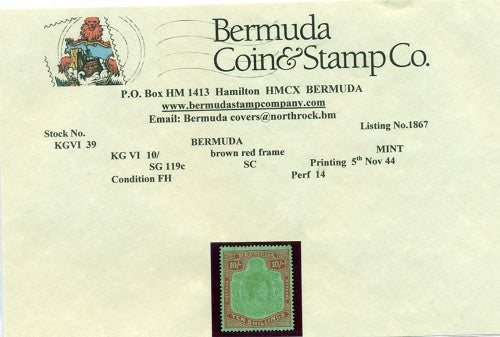 Bermuda
Coin & Stamp Co.
P.O. Box HM 1413 Hamilton HMCX BERMUDA
www.bermudastampcompany.com
Email: Bermuda covers@northrock.bm
Stock No. Listing No.1867
KGVI 39 BERMUDA MINT
KG VI 10/ brown red frame
SG 119c SC Printing 5th Nov 44
Condition FH Perf 14
BERMUDA
10/- 10/-
TEN SHILLINGS